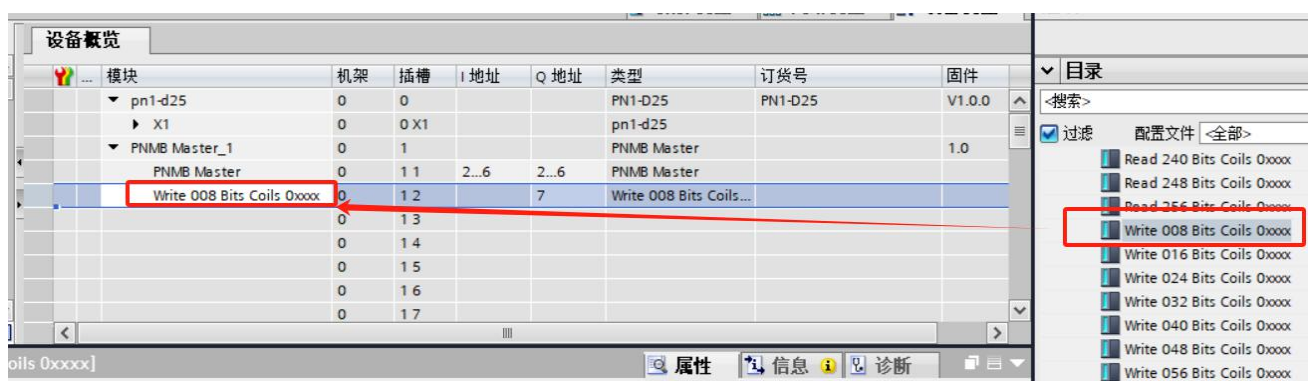 设备概览
... 模块 机架 插槽 I 地址 Q 地址 类型 订货号 固件
pn1-d25 0 0 PN1-D25 PN1-D25 V1.0.0
X1 0 0 X1 pn1-d25
PNMB Master_1 0 1 PNMB Master 1.0
PNMB Master 0 1 1 2...6 2...6 PNMB Master
Write 008 Bits Coils 0xxxx 0 1 2 7 Write 008 Bits Coils...
0 1 3
0 1 4
0 1 5
0 1 6
0 1 7
oils 0xxxx]
属性 信息 诊断
目录
<搜索>
过滤 配置文件 <全部>
Read 240 Bits Coils 0xxxx
Read 248 Bits Coils 0xxxx
Read 256 Bits Coils 0xxxx
Write 008 Bits Coils 0xxxx
Write 016 Bits Coils 0xxxx
Write 024 Bits Coils 0xxxx
Write 032 Bits Coils 0xxxx
Write 040 Bits Coils 0xxxx
Write 048 Bits Coils 0xxxx
Write 056 Bits Coils 0xxxx